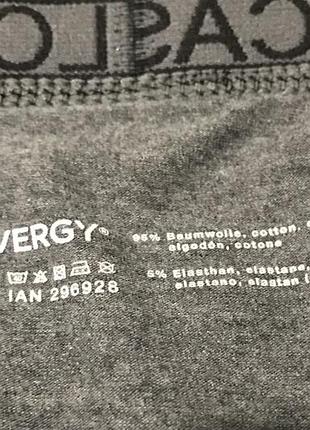 CASLO
VERGY®
IAN 296928
95% Baumwolle, cotton,
algodón, cotone
5% Elasthan, elastane,
elastano, elastan